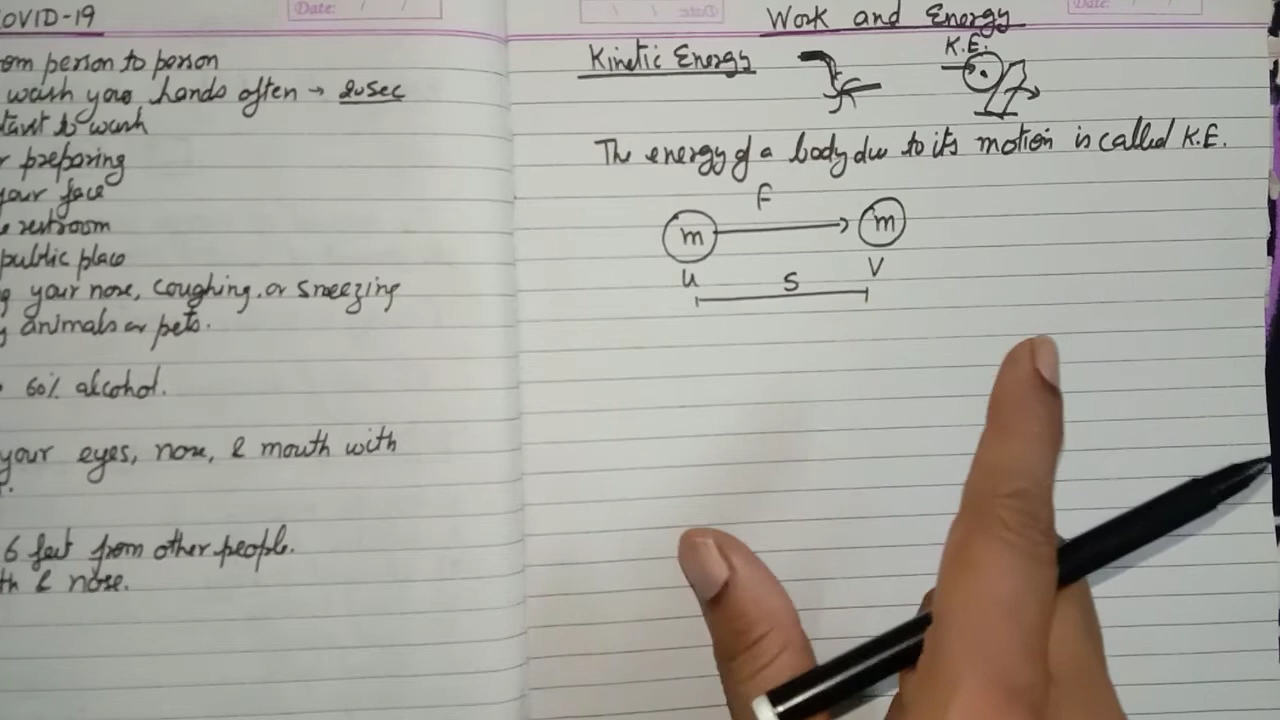 OVID-19
om person to person
wash your hands often → 20sec
tant to wash
preparing
your face
restroom
public place
g your nose, coughing, or sneezing
g animals or pets.
60% alcohol.
your eyes, nose, & mouth with
6 feet from other people.
th & nose.
Date: / /
Date:
Date: /
Work and Energy
Kinetic Energy
K.E.
The energy of a body due to its motion is called K.E.
F
m m
u v
S